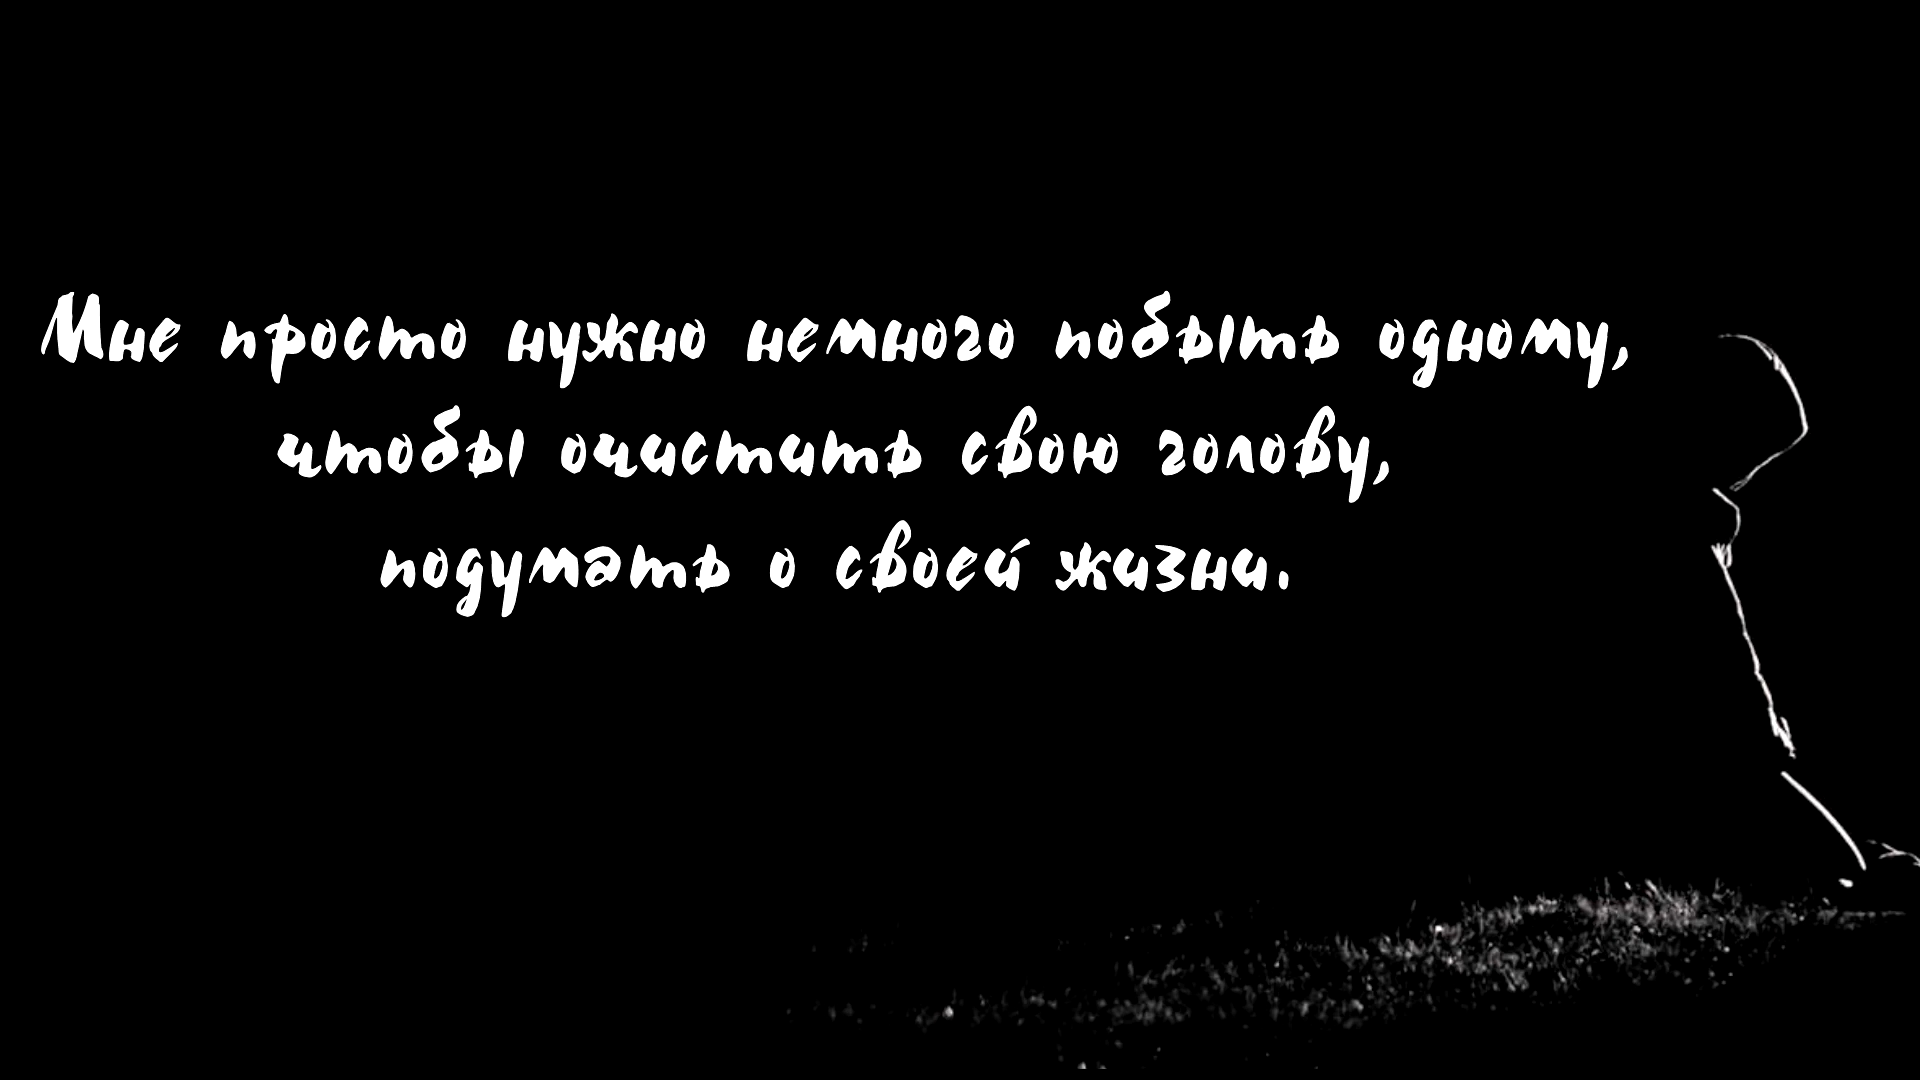 Мне просто нужно немного побыть одному,
чтобы очистить свою голову,
подумать о своей жизни.